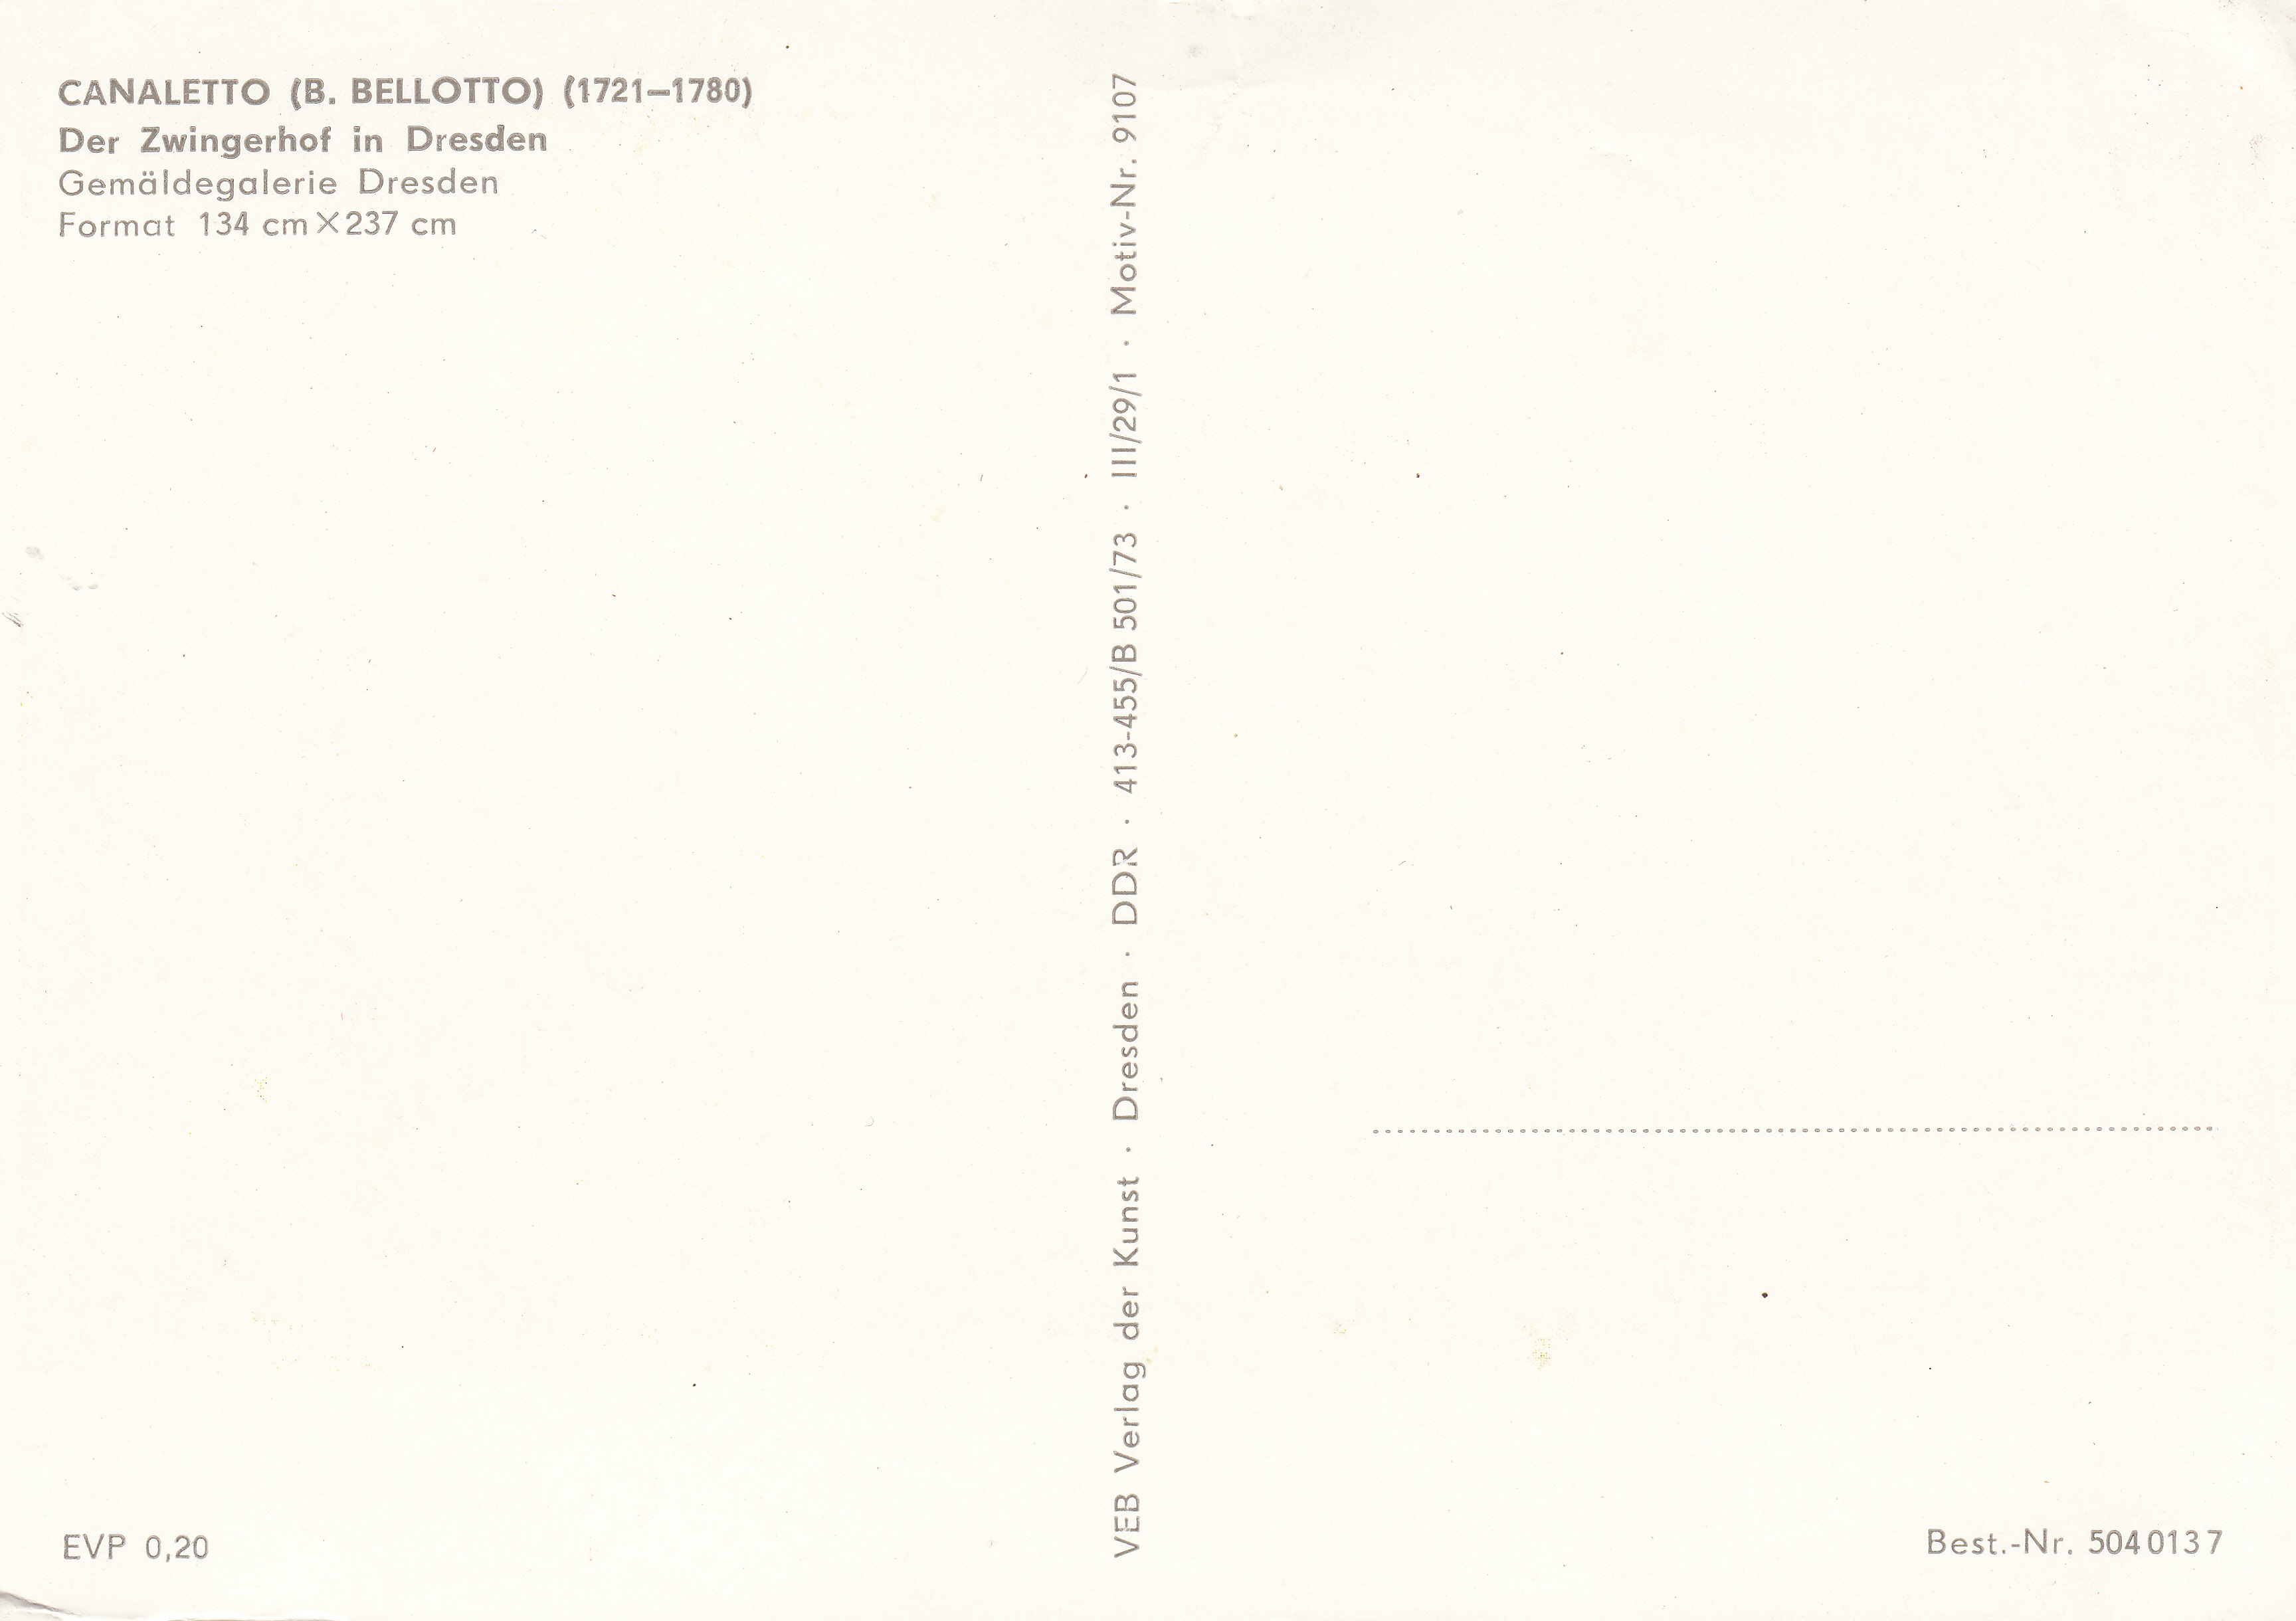 CANALETTO (B. BELLOTTO) (1721–1780)
Der Zwingerhof in Dresden
Gemäldegalerie Dresden
Format 134 cm X 237 cm
EVP 0,20
VEB Verlag der Kunst · Dresden · DDR · 413-455/B 501/73 · III/29/1 · Motiv-Nr. 9107
Best.-Nr. 5040137